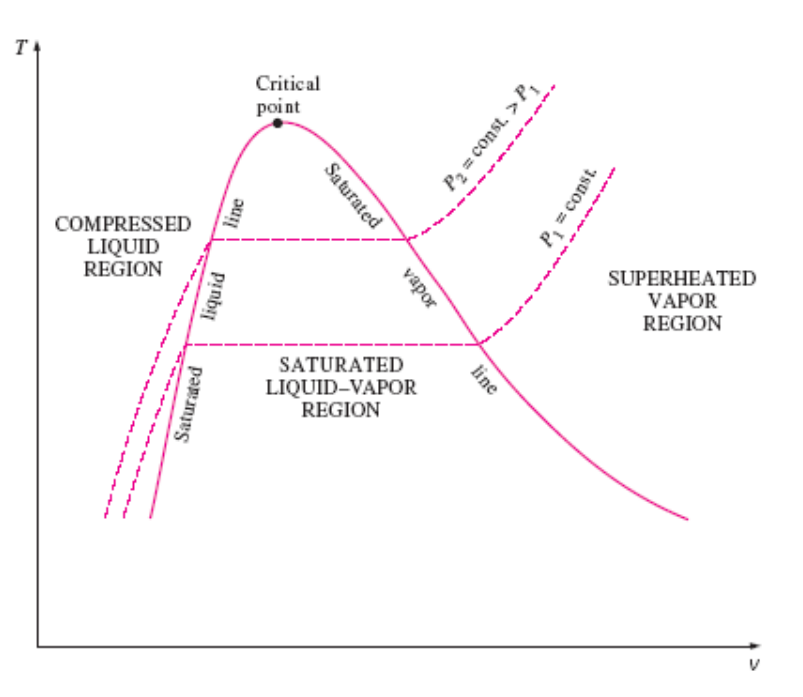 T
Critical
point
P₂ = const. > P₁
P₁ = const.
Saturated
vapor
line
line
liquid
Saturated
COMPRESSED
LIQUID
REGION
SUPERHEATED
VAPOR
REGION
SATURATED
LIQUID–VAPOR
REGION
v